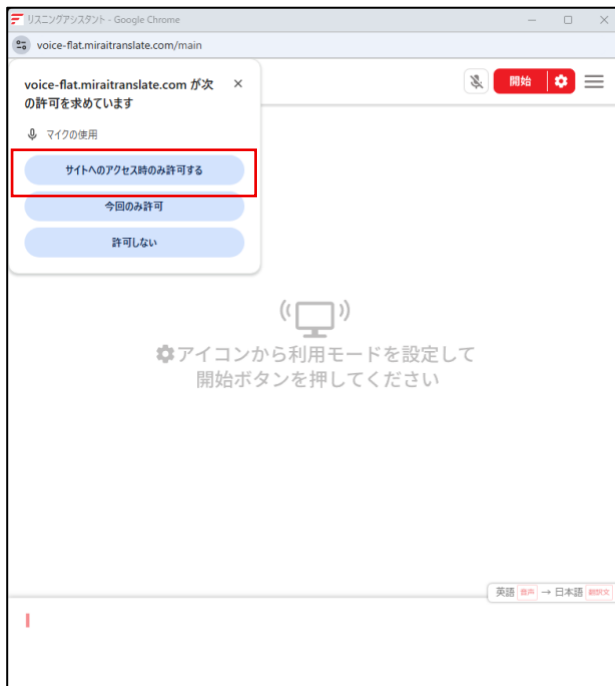 リスニングアシスタント - Google Chrome
voice-flat.miraitranslate.com/main
voice-flat.miraitranslate.com が次
の許可を求めています
マイクの使用
サイトへのアクセス時のみ許可する
今回のみ許可
許可しない
開始
アイコンから利用モードを設定して
開始ボタンを押してください
英語 音声 → 日本語 翻訳文